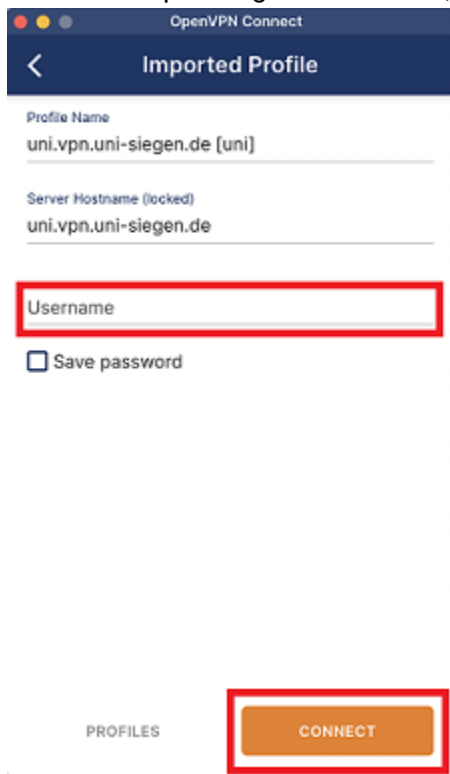 OpenVPN Connect
Imported Profile
Profile Name
uni.vpn.uni-siegen.de [uni]
Server Hostname (locked)
uni.vpn.uni-siegen.de
Username
Save password
PROFILES
CONNECT